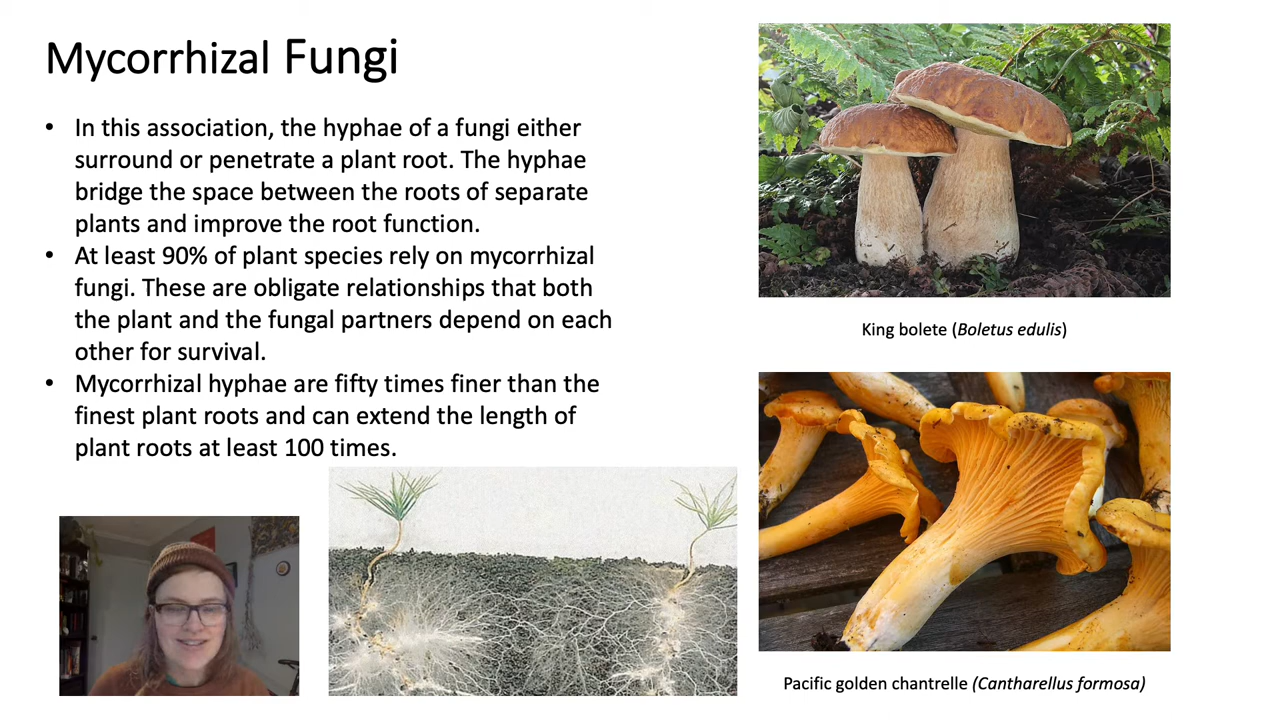 Mycorrhizal Fungi
• In this association, the hyphae of a fungi either
surround or penetrate a plant root. The hyphae
bridge the space between the roots of separate
plants and improve the root function.
• At least 90% of plant species rely on mycorrhizal
fungi. These are obligate relationships that both
the plant and the fungal partners depend on each
other for survival.
• Mycorrhizal hyphae are fifty times finer than the
finest plant roots and can extend the length of
plant roots at least 100 times.
King bolete (Boletus edulis)
Pacific golden chantrelle (Cantharellus formosa)